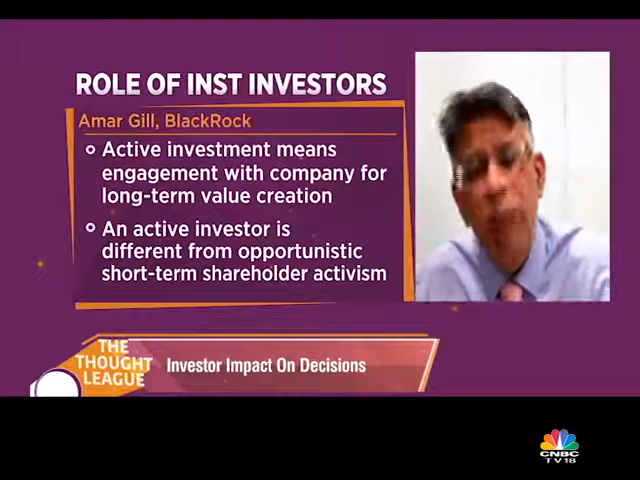 ROLE OF INST INVESTORS
Amar Gill, BlackRock
Active investment means
engagement with company for
long-term value creation
An active investor is
different from opportunistic
short-term shareholder activism
THE
THOUGHT
LEAGUE
Investor Impact On Decisions
CNBC
TV18